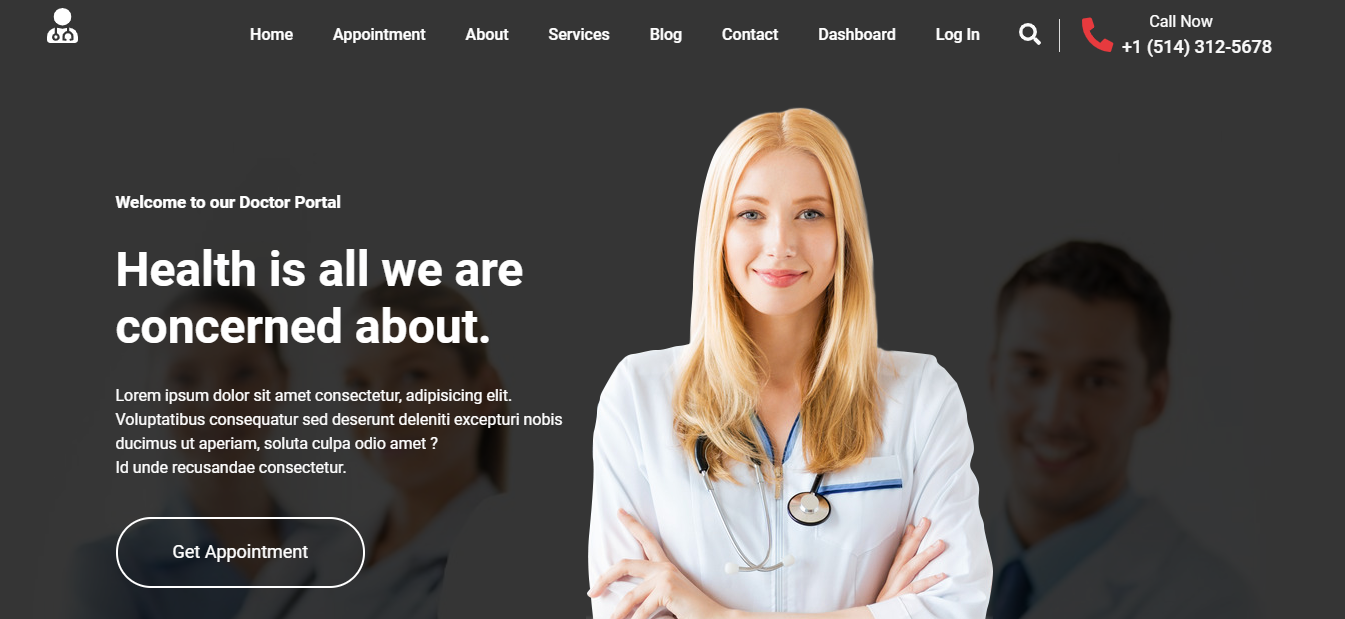 Home Appointment About Services Blog Contact Dashboard Log In
Call Now
+1 (514) 312-5678
Welcome to our Doctor Portal
Health is all we are
concerned about.
Lorem ipsum dolor sit amet consectetur, adipisicing elit.
Voluptatibus consequatur sed deserunt deleniti excepturi nobis
ducimus ut aperiam, soluta culpa odio amet ?
Id unde recusandae consectetur.
Get Appointment